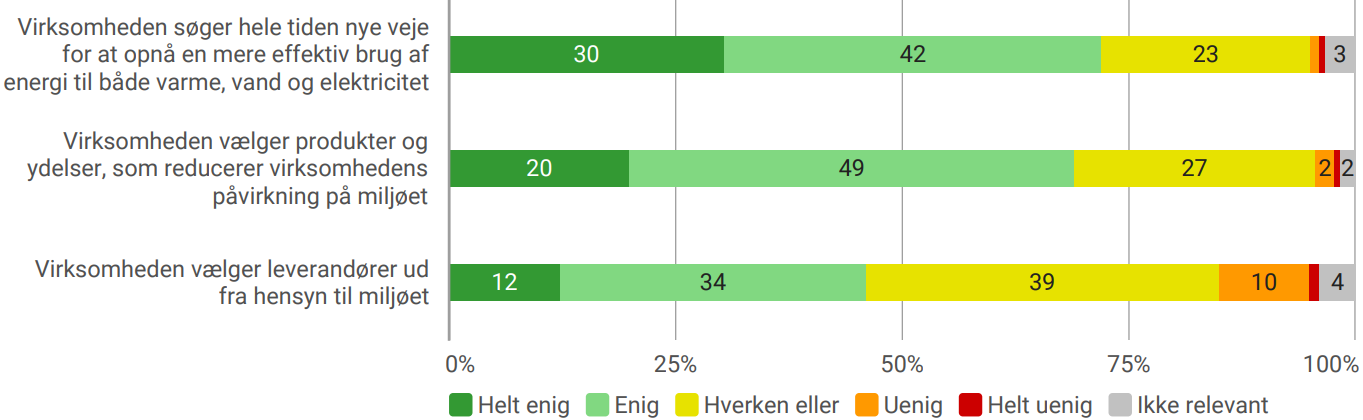 Virksomheden søger hele tiden nye veje
for at opnå en mere effektiv brug af
energi til både varme, vand og elektricitet
30 42 23 3
Virksomheden vælger produkter og
ydelser, som reducerer virksomhedens
påvirkning på miljøet
20 49 27 2 2
Virksomheden vælger leverandører ud
fra hensyn til miljøet
12 34 39 10 4
0% 25% 50% 75% 100%
Helt enig Enig Hverken eller Uenig Helt uenig Ikke relevant